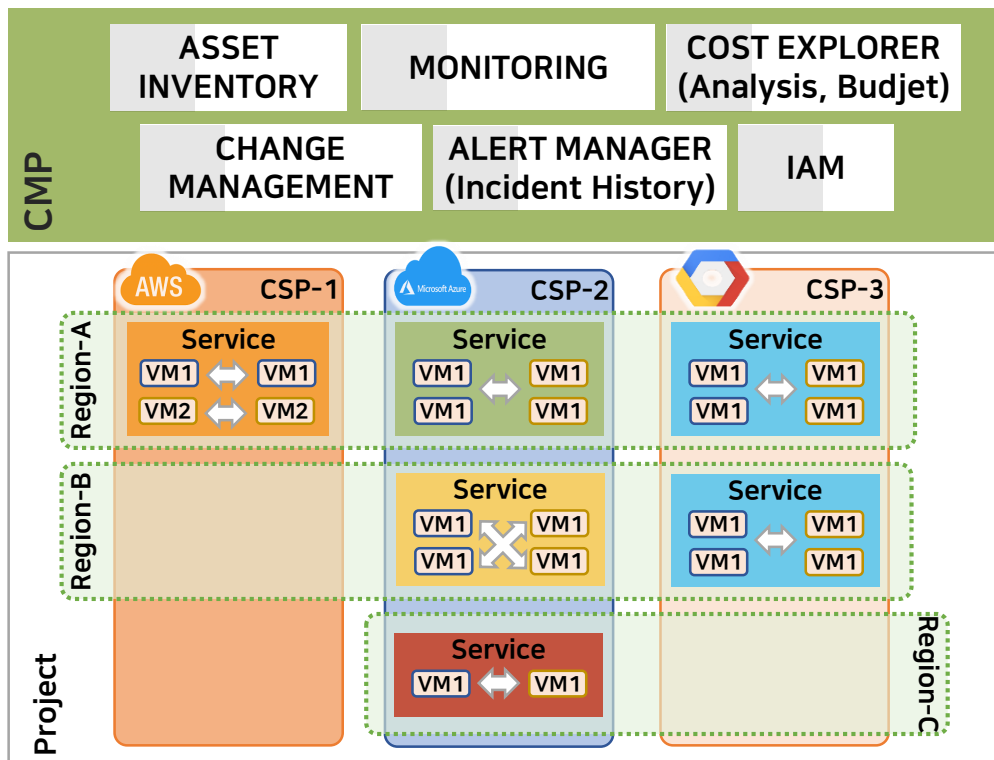 CMP
ASSET
INVENTORY
MONITORING
COST EXPLORER
(Analysis, Budjet)
CHANGE
MANAGEMENT
ALERT MANAGER
(Incident History)
IAM
Project
AWS
CSP-1
Microsoft Azure
CSP-2
CSP-3
Region-A
Service
VM1 VM1
VM2 VM2
Service
VM1 VM1
VM1 VM1
Service
VM1 VM1
VM1 VM1
Region-B
Service
VM1 VM1
VM1 VM1
Service
VM1 VM1
VM1 VM1
Region-C
Service
VM1 VM1